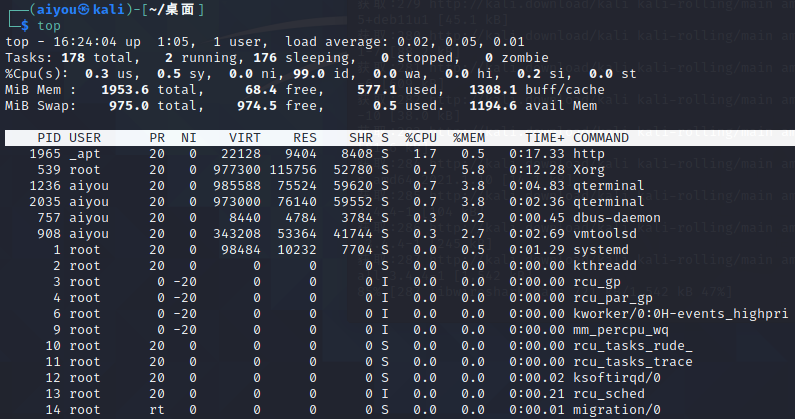 ┌──(aiyou㉿kali)-[~/桌面]
└─$ top
top - 16:24:04 up  1:05,  1 user,  load average: 0.02, 0.05, 0.01
Tasks: 178 total,   2 running, 176 sleeping,   0 stopped,   0 zombie
%Cpu(s):  0.3 us,  0.5 sy,  0.0 ni, 99.0 id,  0.0 wa,  0.0 hi,  0.2 si,  0.0 st
MiB Mem :   1953.6 total,     68.4 free,    577.1 used,   1308.1 buff/cache
MiB Swap:    975.0 total,    974.5 free,      0.5 used.   1194.6 avail Mem
PID USER      PR  NI    VIRT    RES    SHR S  %CPU  %MEM     TIME+ COMMAND
1965 _apt      20   0   22128   9404   8408 S   1.7   0.5   0:17.33 http
539 root      20   0  977300 115756  52780 S   0.7   5.8   0:12.28 Xorg
1236 aiyou     20   0  985588  75524  59620 S   0.7   3.8   0:04.83 qterminal
2035 aiyou     20   0  973000  76140  59552 S   0.7   3.8   0:02.36 qterminal
757 aiyou     20   0    8440   4784   3784 S   0.3   0.2   0:00.45 dbus-daemon
908 aiyou     20   0  343208  53364  41744 S   0.3   2.7   0:02.69 vmtoolsd
1 root      20   0   98484  10232   7704 S   0.0   0.5   0:01.29 systemd
2 root      20   0       0      0      0 S   0.0   0.0   0:00.00 kthreadd
3 root       0 -20       0      0      0 I   0.0   0.0   0:00.00 rcu_gp
4 root       0 -20       0      0      0 I   0.0   0.0   0:00.00 rcu_par_gp
6 root       0 -20       0      0      0 I   0.0   0.0   0:00.00 kworker/0:0H-events_highpri
9 root       0 -20       0      0      0 I   0.0   0.0   0:00.00 mm_percpu_wq
10 root      20   0       0      0      0 S   0.0   0.0   0:00.00 rcu_tasks_rude_
11 root      20   0       0      0      0 S   0.0   0.0   0:00.00 rcu_tasks_trace
12 root      20   0       0      0      0 S   0.0   0.0   0:00.02 ksoftirqd/0
13 root      20   0       0      0      0 I   0.0   0.0   0:00.21 rcu_sched
14 root      rt   0       0      0      0 S   0.0   0.0   0:00.01 migration/0